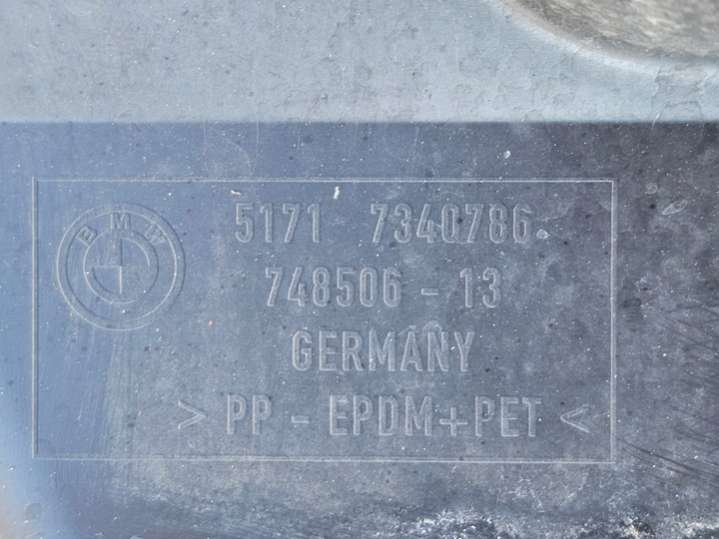 BMW
5171 7340786
748506 - 13
GERMANY
> PP - EPDM+PET <